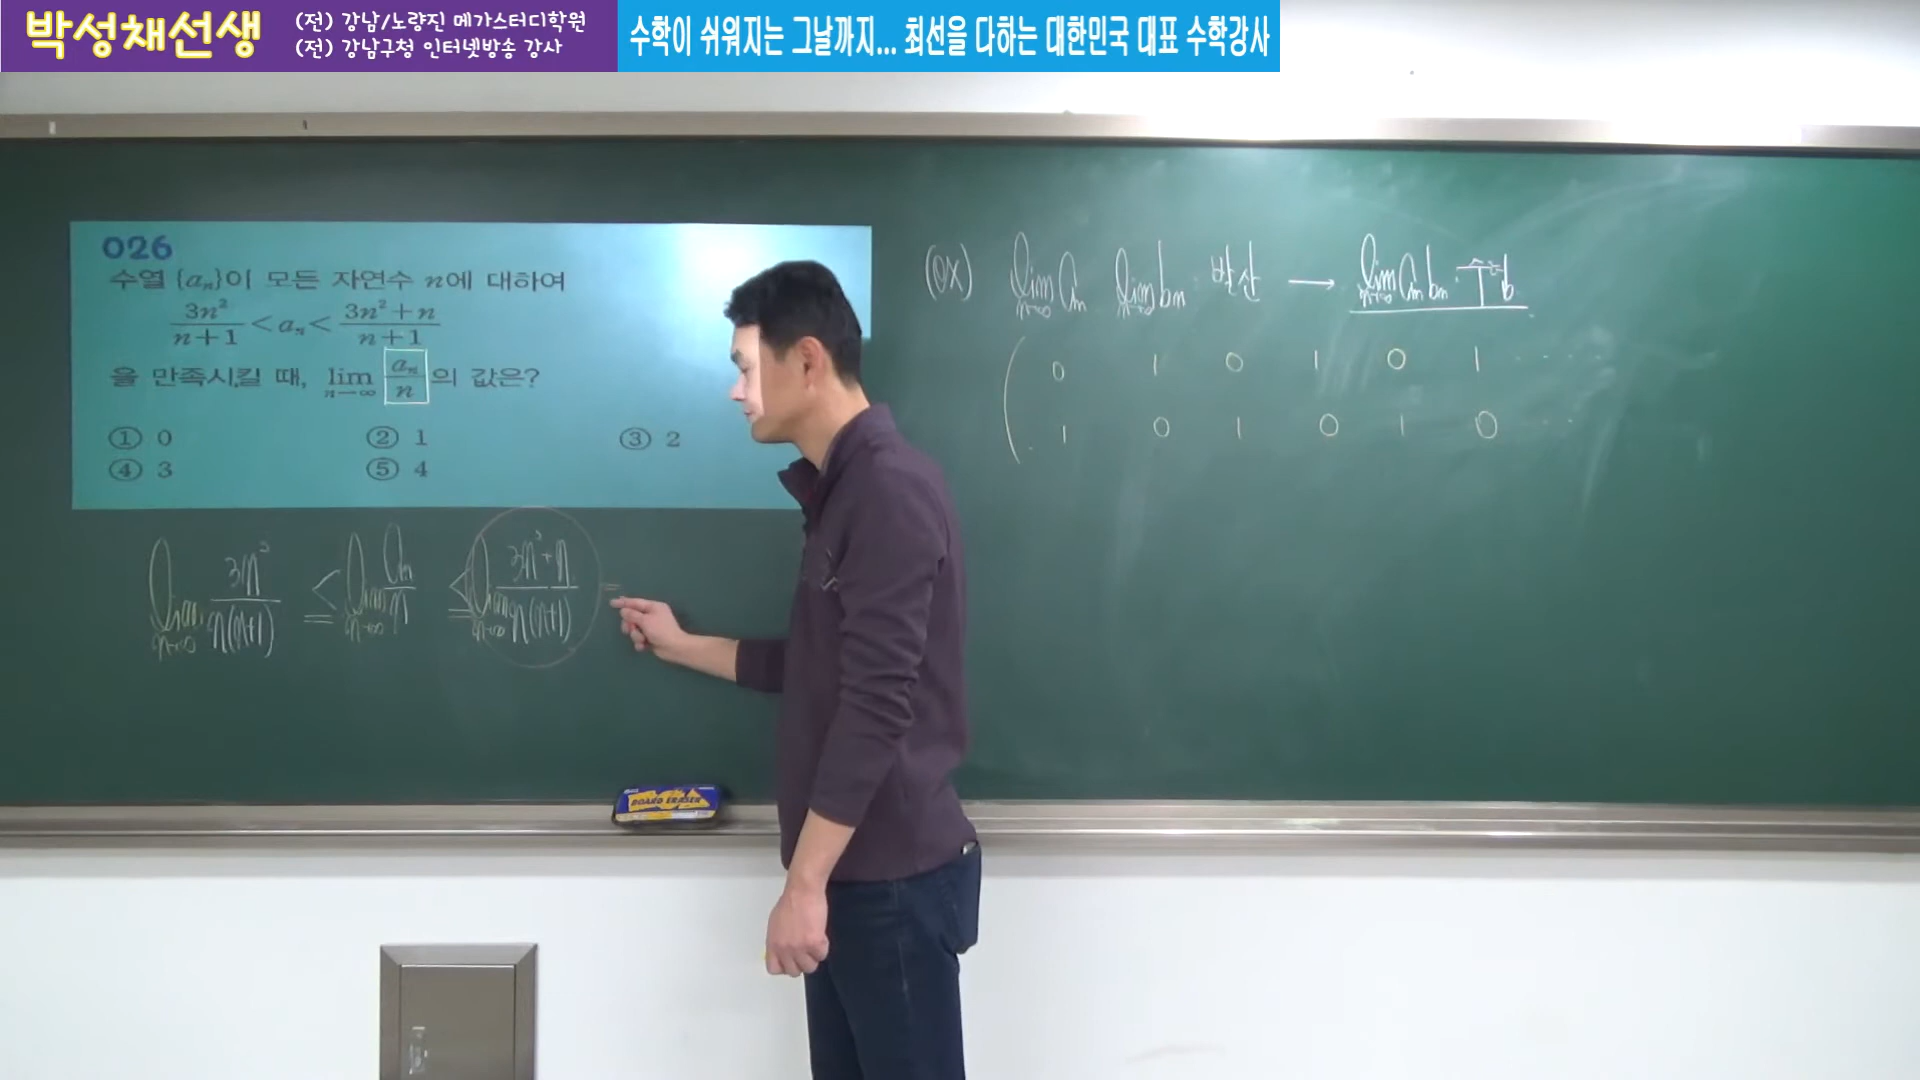 박성채선생
(전) 강남/노량진 메가스터디학원
(전) 강남구청 인터넷방송 강사
수학이 쉬워지는 그날까지... 최선을 다하는 대한민국 대표 수학강사
026
수열 {aₙ}이 모든 자연수 n에 대하여
3n²/(n+1) < aₙ < (3n²+n)/(n+1)
을 만족시킬 때, lim n→∞ aₙ/n 의 값은?
① 0 ② 1 ③ 2
④ 3 ⑤ 4
lim n→∞ 3n²/n(n+1) ≤ lim n→∞ aₙ/n ≤ lim n→∞ (3n²+n)/n(n+1) =
(OX) lim n→∞ aₙ lim n→∞ bₙ 발산 → lim n→∞ aₙbₙ 수렴
0 1 0 1 0 1 ·····
1 0 1 0 1 0 ····
BOARD ERASER